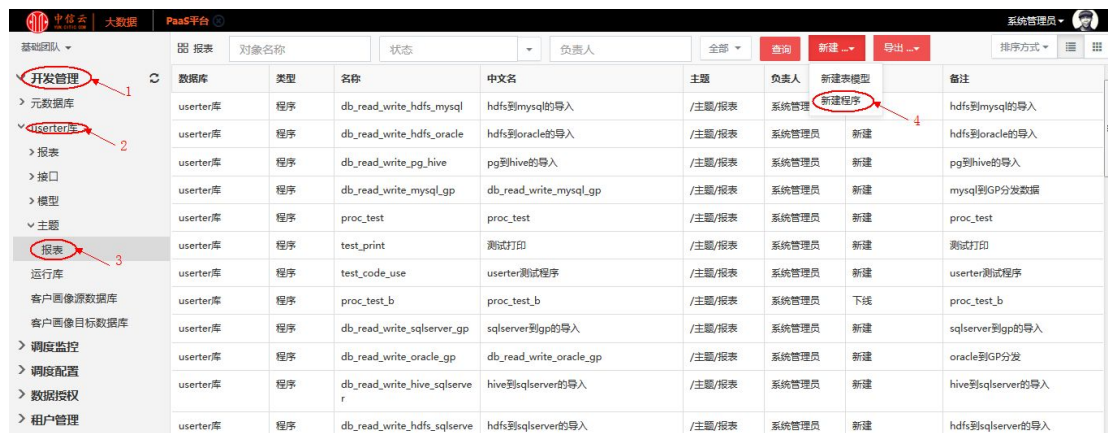 中信云 大数据 PaaS平台 系统管理员
基础团队 报表 对象名称 状态 负责人 全部 查询 新建 ... 导出 ... 排序方式
开发管理
1
元数据库
userter库
2
报表
接口
模型
主题
报表
3
运行库
客户画像源数据库
客户画像目标数据库
调度监控
调度配置
数据授权
租户管理
新建表模型
新建程序
4
数据库 类型 名称 中文名 主题 负责人 备注
userter库 程序 db_read_write_hdfs_mysql hdfs到mysql的导入 /主题/报表 系统管理 hdfs到mysql的导入
userter库 程序 db_read_write_hdfs_oracle hdfs到oracle的导入 /主题/报表 系统管理员 新建 hdfs到oracle的导入
userter库 程序 db_read_write_pg_hive pg到hive的导入 /主题/报表 系统管理员 新建 pg到hive的导入
userter库 程序 db_read_write_mysql_gp db_read_write_mysql_gp /主题/报表 系统管理员 新建 mysql到GP分发数据
userter库 程序 proc_test proc_test /主题/报表 系统管理员 新建 proc_test
userter库 程序 test_print 测试打印 /主题/报表 系统管理员 新建 测试打印
userter库 程序 test_code_use userter测试程序 /主题/报表 系统管理员 新建 userter测试程序
userter库 程序 proc_test_b proc_test_b /主题/报表 系统管理员 下线 proc_test_b
userter库 程序 db_read_write_sqlserver_gp sqlserver到gp的导入 /主题/报表 系统管理员 新建 sqlserver到gp的导入
userter库 程序 db_read_write_oracle_gp db_read_write_oracle_gp /主题/报表 系统管理员 新建 oracle到GP分发
userter库 程序 db_read_write_hive_sqlserve hive到sqlserver的导入 /主题/报表 系统管理员 新建 hive到sqlserver的导入
r
userter库 程序 db_read_write_hdfs_sqlserve hdfs到sqlserver的导入 /主题/报表 系统管理员 新建 hdfs到sqlserver的导入